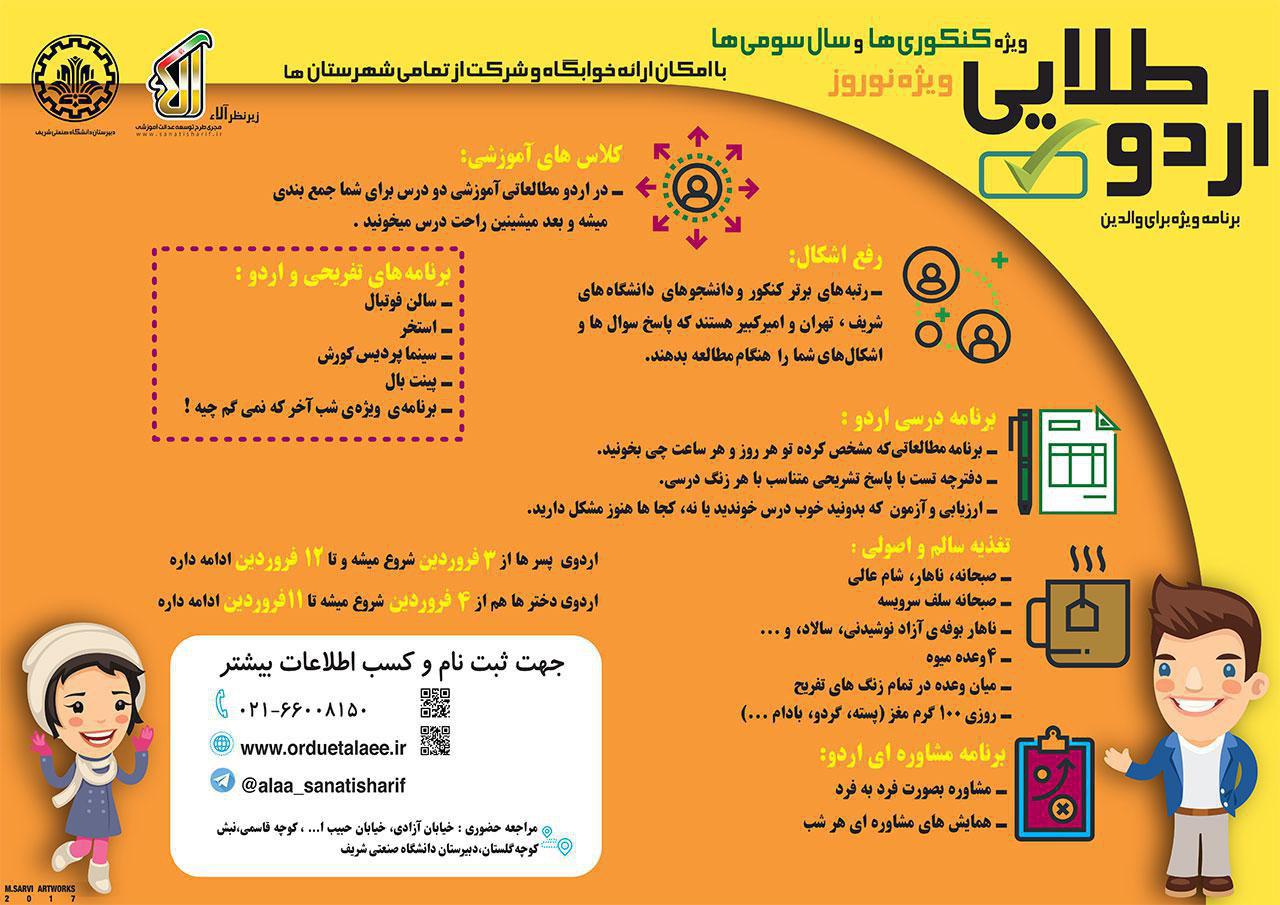 اردو طلایی
برنامه ویژه برای والدین
ویژه کنکوری ها و سال سومی ها
ویژه نوروز
با امکان ارائه خوابگاه و شرکت از تمامی شهرستان ها
زیر نظر آلاء
مجری طرح توسعه عدالت آموزشی
www.sanatisharif.ir
دبیرستان دانشگاه صنعتی شریف
کلاس های آموزشی:
- در اردو مطالعاتی آموزشی دو درس برای شما جمع بندی
میشه و بعد میشینین راحت درس میخونید .
رفع اشکال:
- رتبه های برتر کنکور و دانشجوهای دانشگاه های
شریف ، تهران و امیرکبیر هستند که پاسخ سوال ها و
اشکال های شما را هنگام مطالعه بدهند.
برنامه های تفریحی و اردو :
- سالن فوتبال
- استخر
- سینما پردیس کورش
- پینت بال
- برنامه ی ویژه ی شب آخر که نمی گم چیه !
برنامه درسی اردو :
- برنامه مطالعاتی که مشخص کرده تو هر روز و هر ساعت چی بخونید.
- دفترچه تست با پاسخ تشریحی متناسب با هر زنگ درسی.
- ارزیابی و آزمون که بدونید خوب درس خوندید یا نه، کجا ها هنوز مشکل دارید.
تغذیه سالم و اصولی :
- صبحانه، ناهار، شام عالی
- صبحانه سلف سرویسه
- ناهار بوفه ی آزاد نوشیدنی، سالاد، و ...
- ۴ وعده میوه
- میان وعده در تمام زنگ های تفریح
- روزی ۱۰۰ گرم مغز (پسته، گردو، بادام ...)
برنامه مشاوره ای اردو:
- مشاوره بصورت فرد به فرد
- همایش های مشاوره ای هر شب
اردوی پسر ها از ۳ فروردین شروع میشه و تا ۱۲ فروردین ادامه داره
اردوی دختر ها هم از ۴ فروردین شروع میشه تا ۱۱ فروردین ادامه داره
جهت ثبت نام و کسب اطلاعات بیشتر
۰۲۱-۶۶۰۰۸۱۵۰
www.orduetalaee.ir
@alaa_sanatisharif
مراجعه حضوری : خیابان آزادی، خیابان حبیب ا... ، کوچه قاسمی،نبش
کوچه گلستان،دبیرستان دانشگاه صنعتی شریف
M.SARVI ARTWORKS
2017